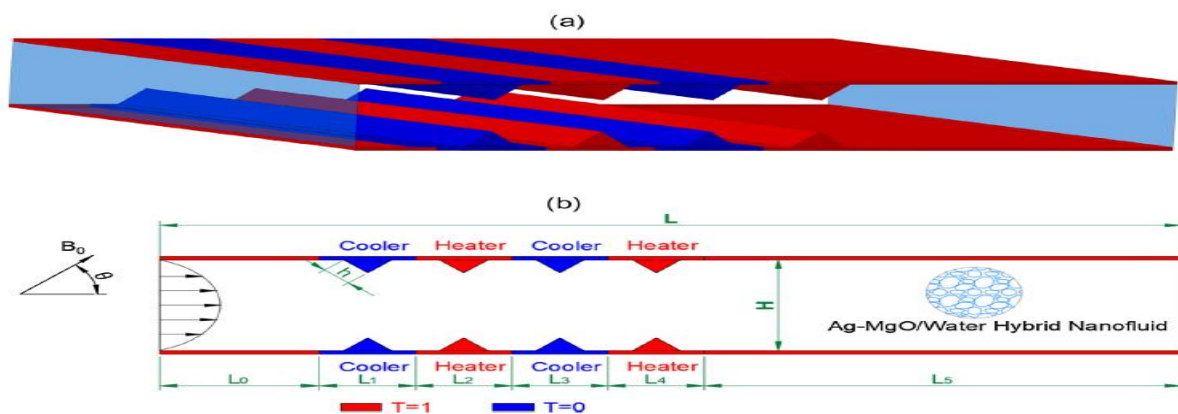 (a)
(b)
L
B₀
θ
Cooler Heater Cooler Heater
h
H
Ag-MgO/Water Hybrid Nanofluid
Cooler Heater Cooler Heater
L₀ L₁ L₂ L₃ L₄ L₅
T=1 T=0